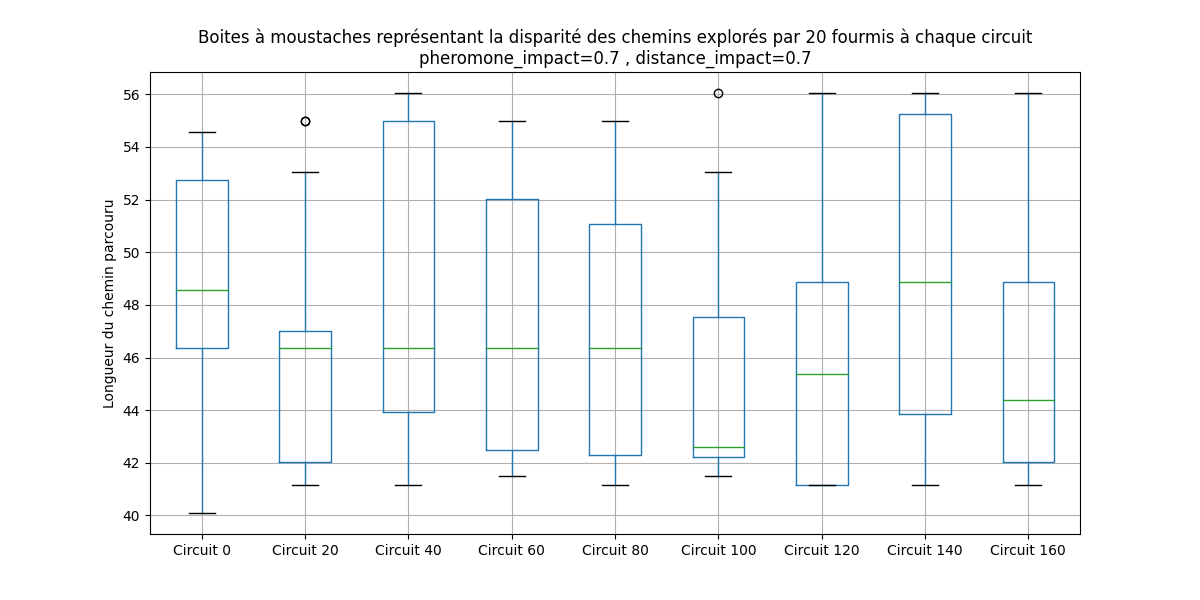 Boites à moustaches représentant la disparité des chemins explorés par 20 fourmis à chaque circuit
pheromone_impact=0.7 , distance_impact=0.7
Longueur du chemin parcouru
56
54
52
50
48
46
44
42
40
Circuit 0
Circuit 20
Circuit 40
Circuit 60
Circuit 80
Circuit 100
Circuit 120
Circuit 140
Circuit 160